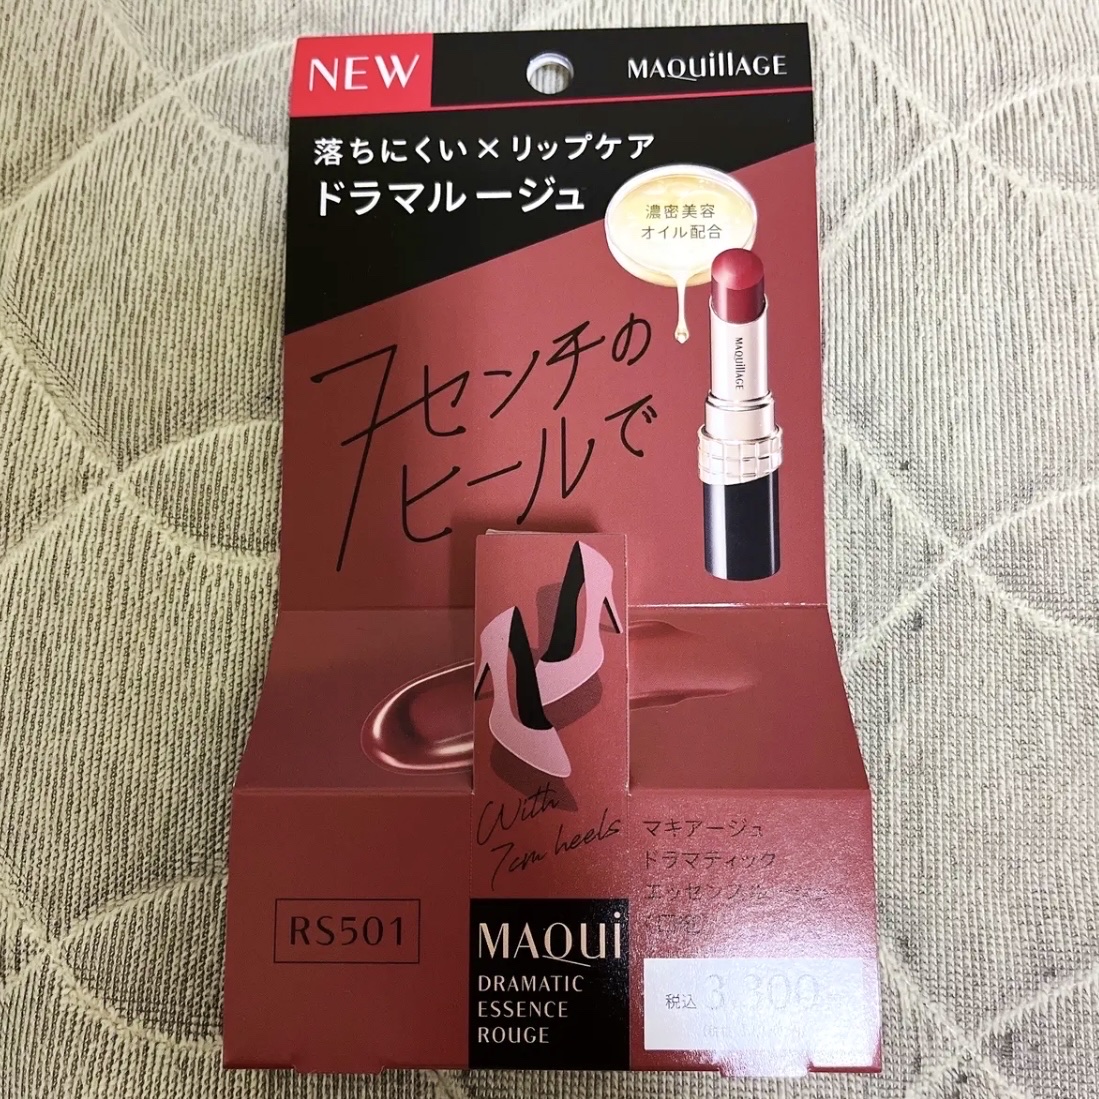 NEW
MAQuillAGE
落ちにくい×リップケア
ドラマルージュ
濃密美容
オイル配合
MAQuillAGE
7センチの
ヒールで
With
7cm heels
マキアージュ
ドラマティック
RS501
MAQui
DRAMATIC
ESSENCE
ROUGE
税込 3,300